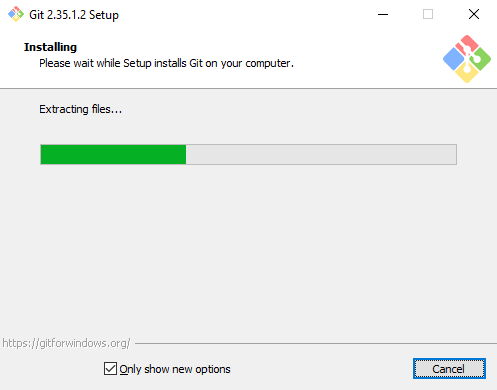 Git 2.35.1.2 Setup
Installing
Please wait while Setup installs Git on your computer.
Extracting files...
https://gitforwindows.org/
Only show new options
Cancel